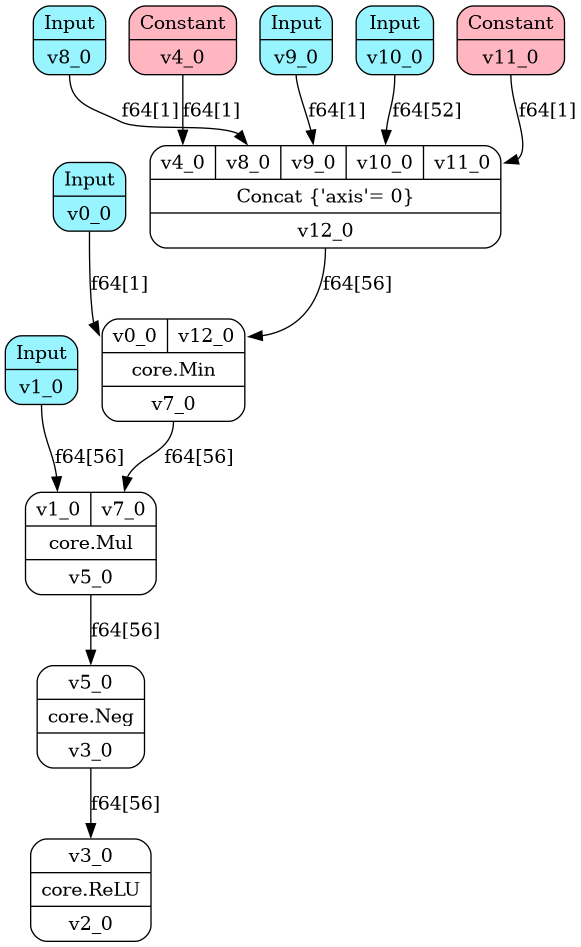 Input
v8_0
Constant
v4_0
Input
v9_0
Input
v10_0
Constant
v11_0
f64[1]
f64[1]
f64[1]
f64[52]
f64[1]
v4_0 v8_0 v9_0 v10_0 v11_0
Concat {'axis'= 0}
v12_0
Input
v0_0
f64[1]
f64[56]
v0_0 v12_0
core.Min
v7_0
Input
v1_0
f64[56]
f64[56]
v1_0 v7_0
core.Mul
v5_0
f64[56]
v5_0
core.Neg
v3_0
f64[56]
v3_0
core.ReLU
v2_0